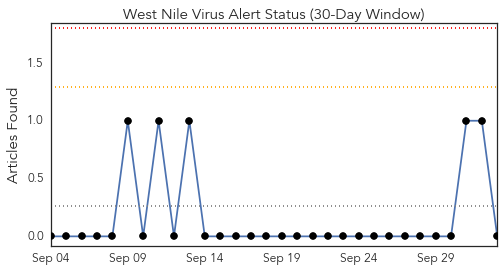 West Nile Virus Alert Status (30-Day Window)
Articles Found
1.5
1.0
0.5
0.0
Sep 04 Sep 09 Sep 14 Sep 19 Sep 24 Sep 29